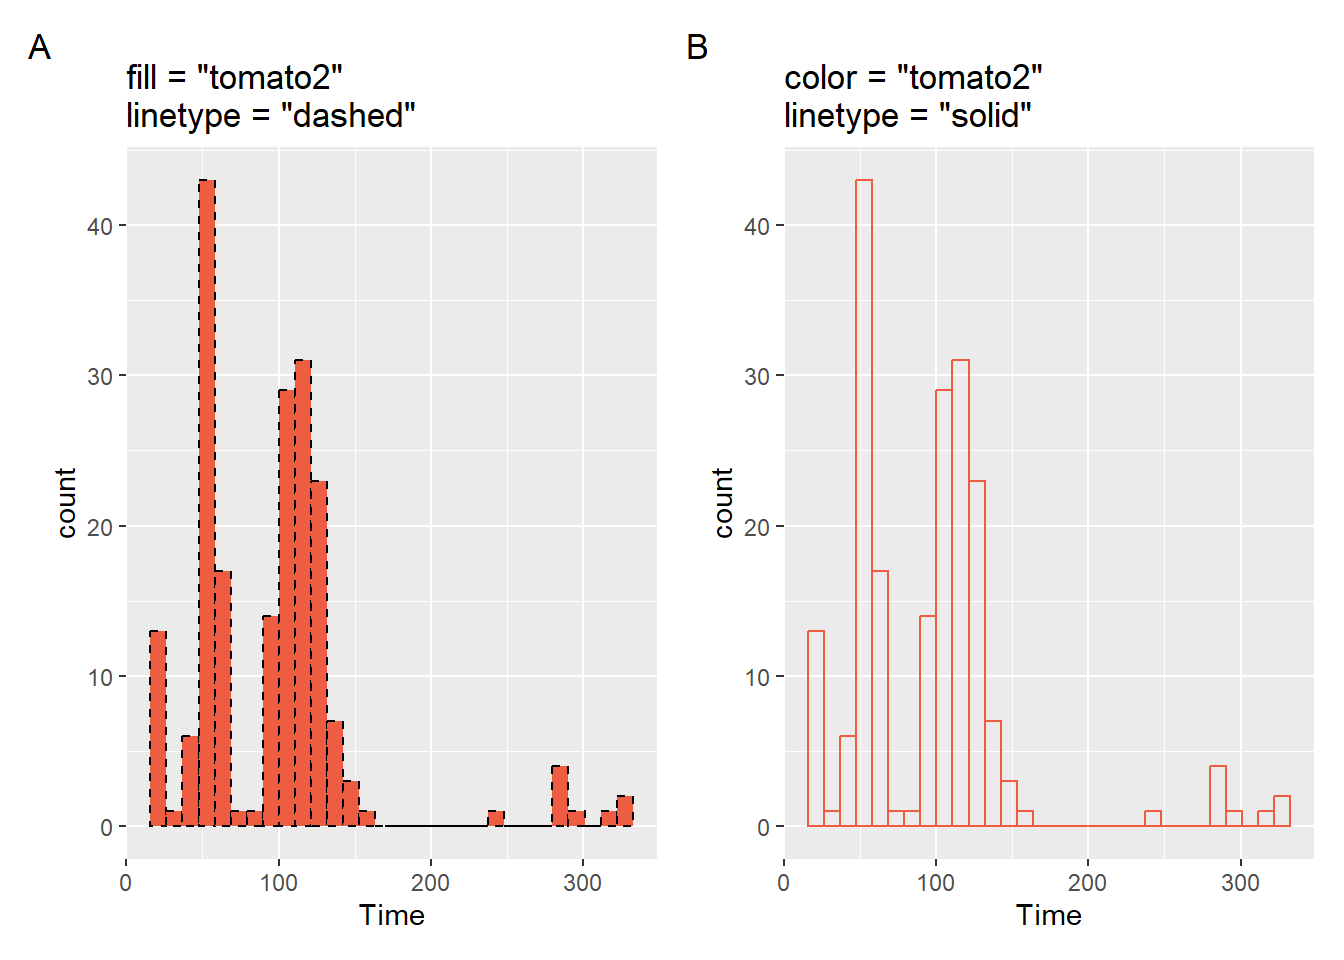 A
fill = "tomato2"
linetype = "dashed"
count
40
30
20
10
0
0 100 200 300
Time
B
color = "tomato2"
linetype = "solid"
count
40
30
20
10
0
0 100 200 300
Time